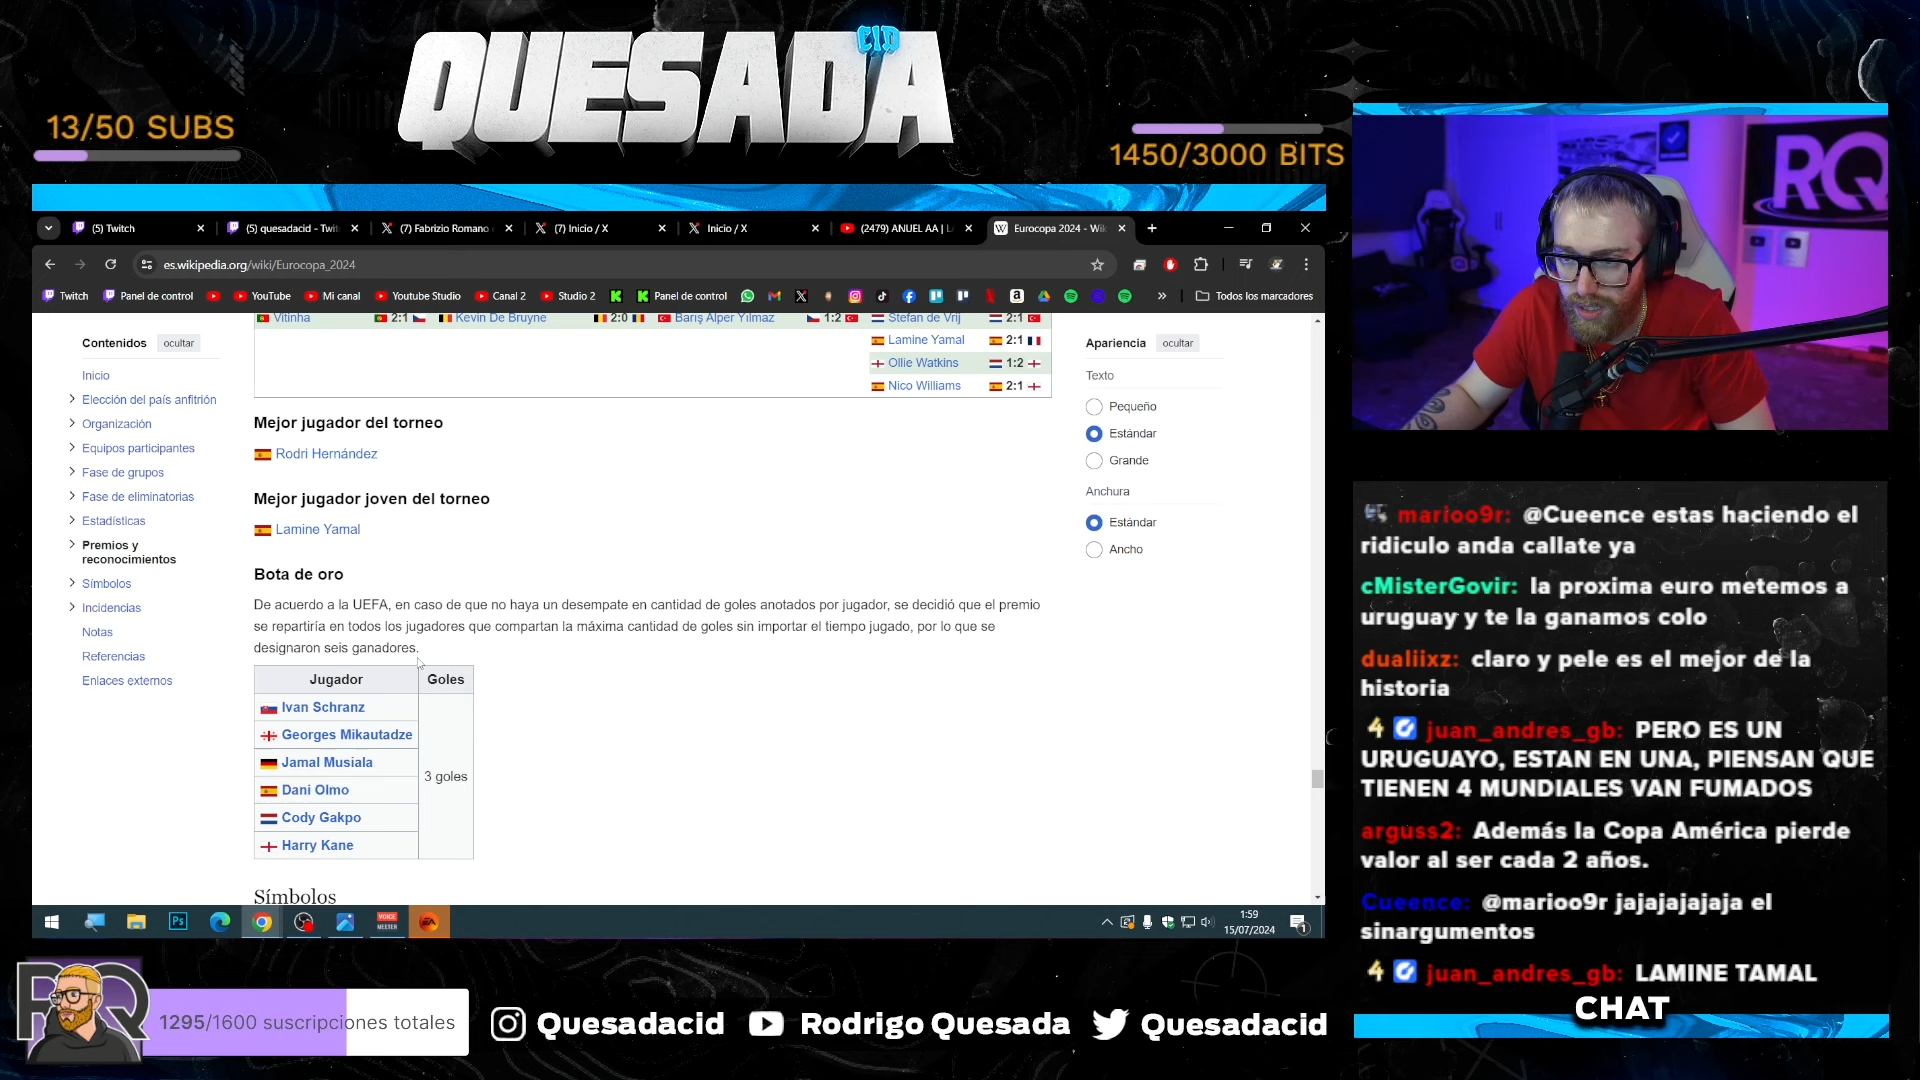 QUESADA
CID
13/50 SUBS
1450/3000 BITS
(5) Twitch
(5) quesadacid - Twit
(7) Fabrizio Romano
(7) Inicio / X
Inicio / X
(2479) ANUEL AA | L
Eurocopa 2024 - Wik
es.wikipedia.org/wiki/Eurocopa_2024
Twitch
Panel de control
YouTube
Mi canal
Youtube Studio
Canal 2
Studio 2
Panel de control
Todos los marcadores
Contenidos
ocultar
Inicio
Elección del país anfitrión
Organización
Equipos participantes
Fase de grupos
Fase de eliminatorias
Estadísticas
Premios y
reconocimientos
Símbolos
Incidencias
Notas
Referencias
Enlaces externos
Vitinha 2:1 Kevin De Bruyne 2:0 Barış Alper Yılmaz 1:2 Stefan de Vrij 2:1
Lamine Yamal 2:1
Ollie Watkins 1:2
Nico Williams 2:1
Mejor jugador del torneo
Rodri Hernández
Mejor jugador joven del torneo
Lamine Yamal
Bota de oro
De acuerdo a la UEFA, en caso de que no haya un desempate en cantidad de goles anotados por jugador, se decidió que el premio
se repartiría en todos los jugadores que compartan la máxima cantidad de goles sin importar el tiempo jugado, por lo que se
designaron seis ganadores.
Jugador Goles
Ivan Schranz
Georges Mikautadze
Jamal Musiala
3 goles
Dani Olmo
Cody Gakpo
Harry Kane
Símbolos
Apariencia
ocultar
Texto
Pequeño
Estándar
Grande
Anchura
Estándar
Ancho
Ps
VOICE
MEETER
EA
1:59
15/07/2024
1
RQ
marioo9r: @Cueence estas haciendo el
ridiculo anda callate ya
cMisterGovir: la proxima euro metemos a
uruguay y te la ganamos colo
dualiixz: claro y pele es el mejor de la
historia
4 juan_andres_gb: PERO ES UN
URUGUAYO, ESTAN EN UNA, PIENSAN QUE
TIENEN 4 MUNDIALES VAN FUMADOS
arguss2: Además la Copa América pierde
valor al ser cada 2 años.
Cueence: @marioo9r jajajajajaja el
sinargumentos
4 juan_andres_gb: LAMINE TAMAL
CHAT
RQ
1295/1600 suscripciones totales
Quesadacid
Rodrigo Quesada
Quesadacid